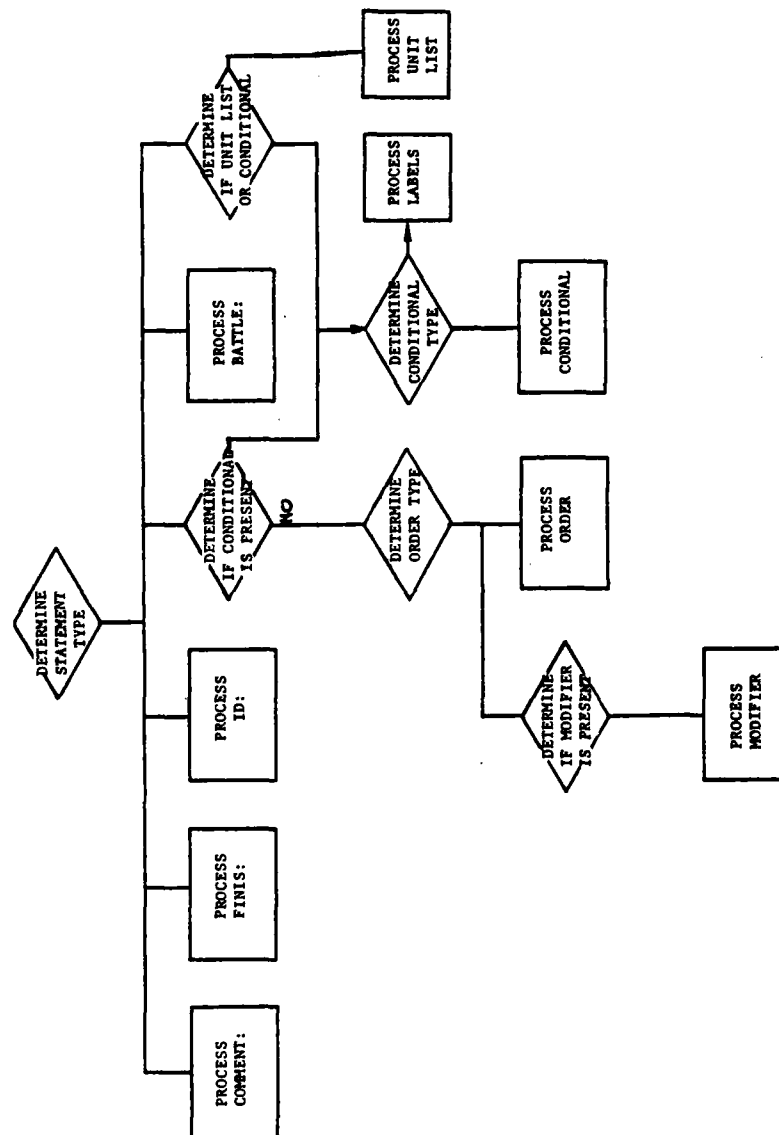 DETERMINE
STATEMENT
TYPE
PROCESS
COMMENT:
PROCESS
FINIS:
PROCESS
ID:
DETERMINE
IF CONDITIONAL
IS PRESENT
NO
PROCESS
BATTLE:
DETERMINE
IF UNIT LIST
OR CONDITIONAL
DETERMINE
ORDER TYPE
DETERMINE
CONDITIONAL
TYPE
PROCESS
LABELS
PROCESS
UNIT
LIST
DETERMINE
IF MODIFIER
IS PRESENT
PROCESS
ORDER
PROCESS
CONDITIONAL
PROCESS
MODIFIER